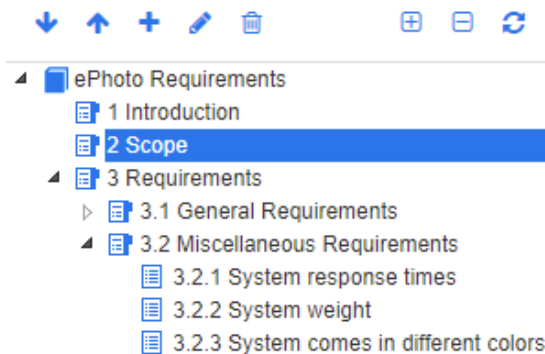 ePhoto Requirements
1 Introduction
2 Scope
3 Requirements
3.1 General Requirements
3.2 Miscellaneous Requirements
3.2.1 System response times
3.2.2 System weight
3.2.3 System comes in different colors